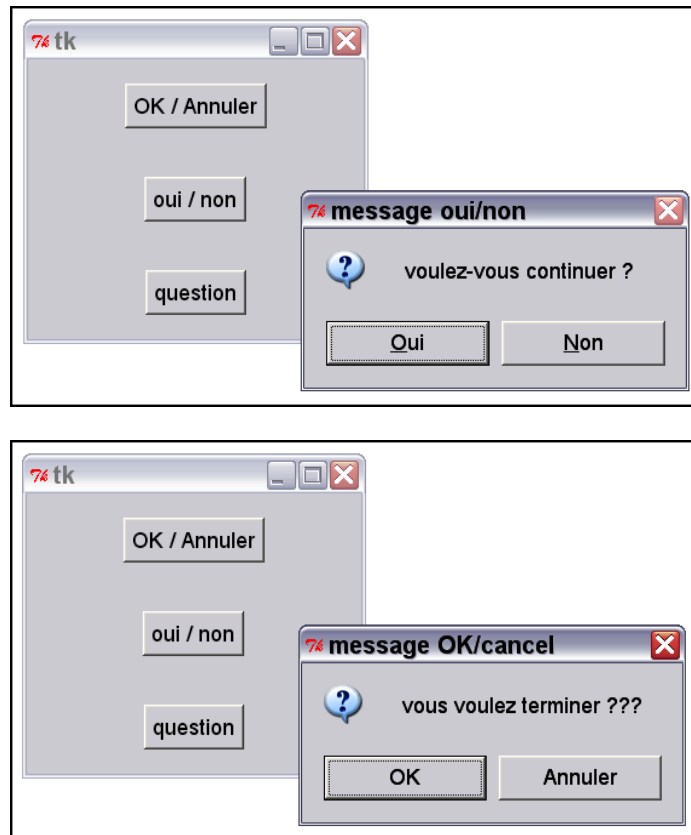 tk
OK / Annuler
oui / non
question
message oui/non
voulez-vous continuer ?
Oui Non
tk
OK / Annuler
oui / non
question
message OK/cancel
vous voulez terminer ???
OK Annuler